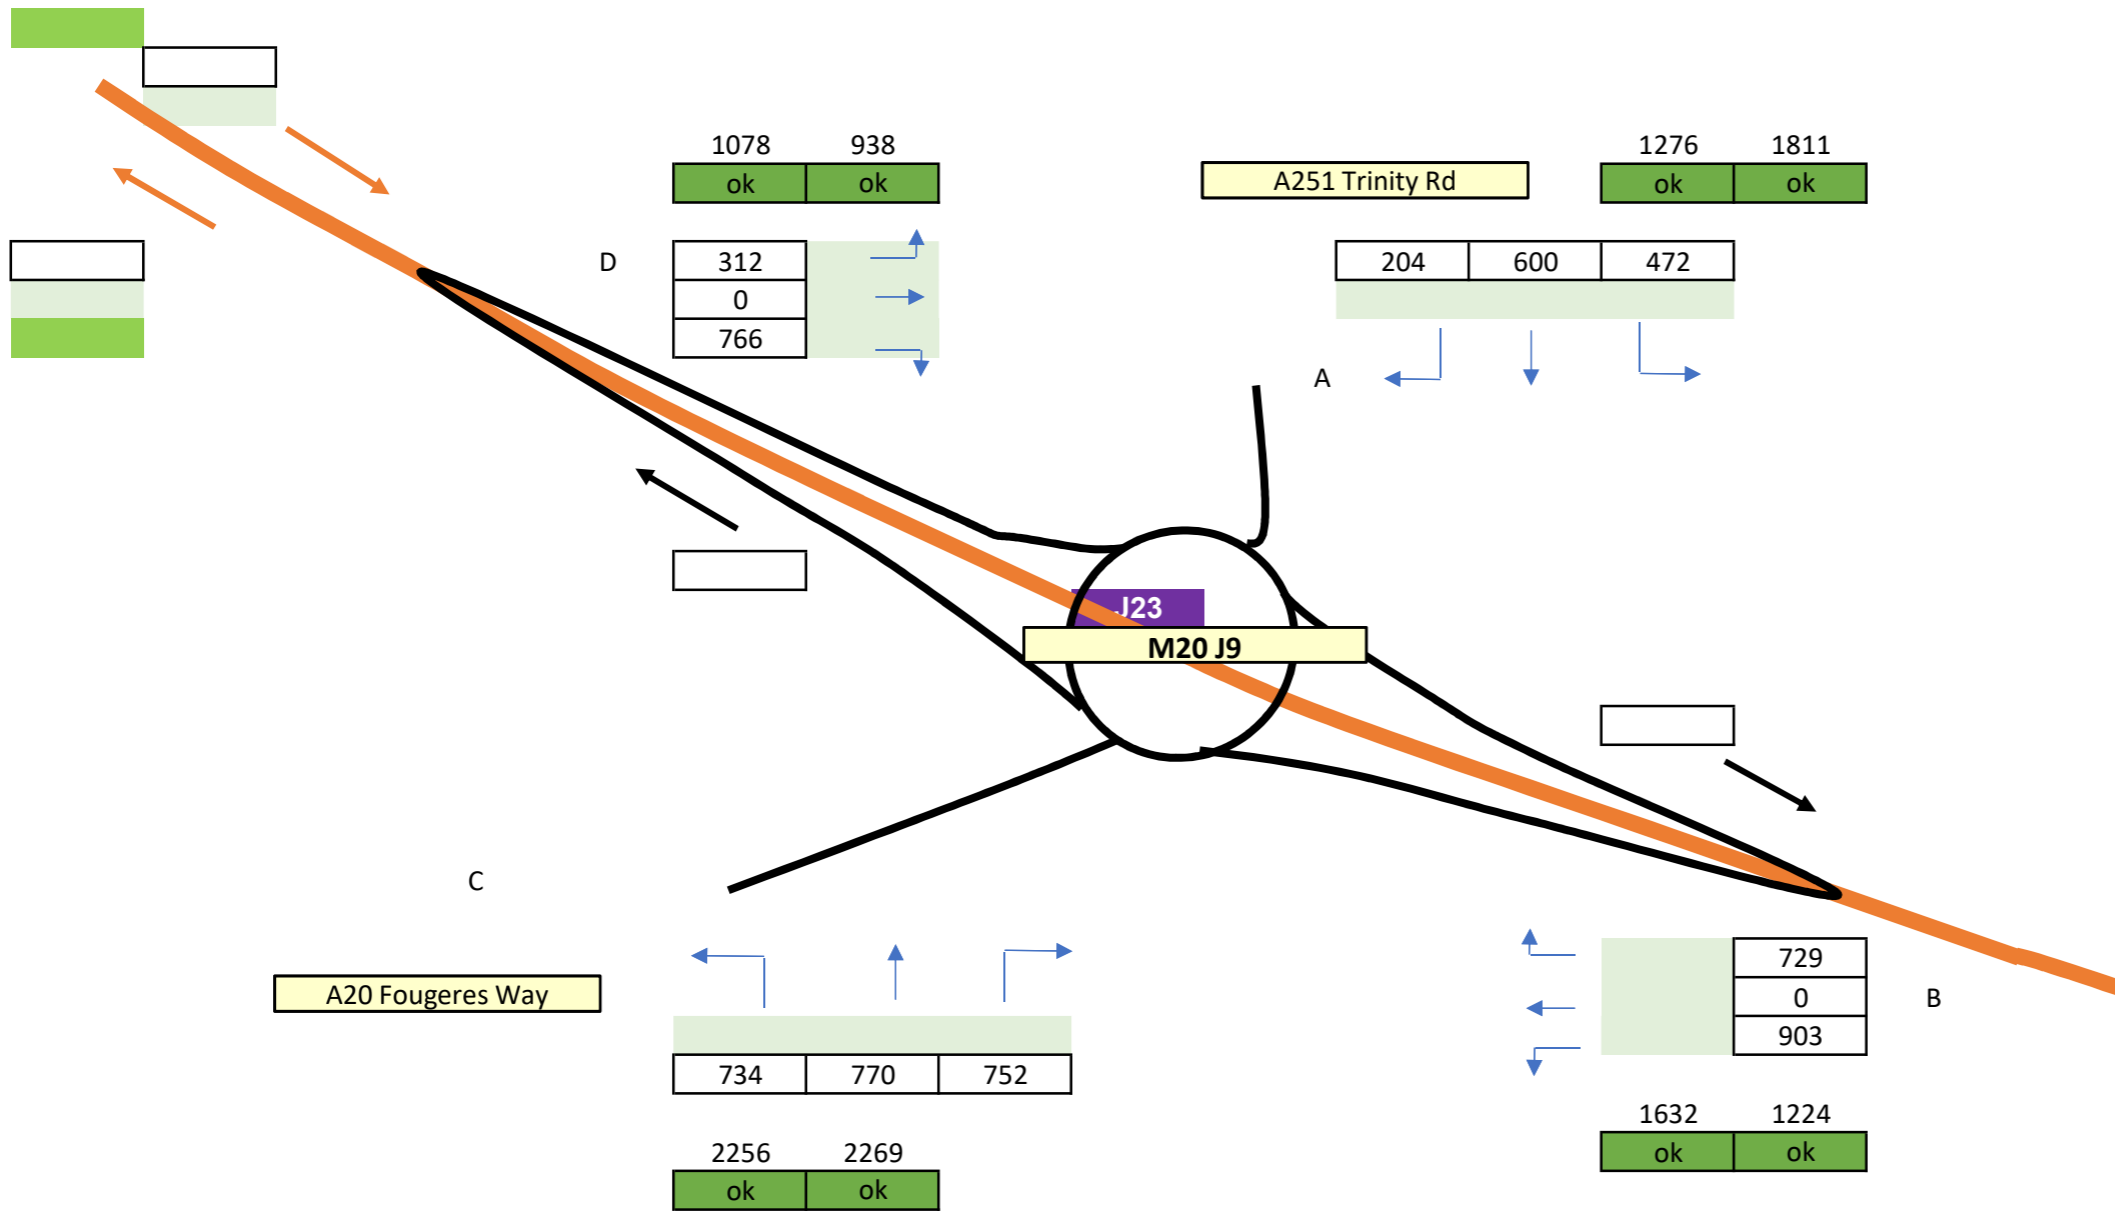 1078 938
ok ok
A251 Trinity Rd
1276 1811
ok ok
D
312
0
766
204 600 472
A
J23
M20 J9
C
A20 Fougeres Way
734 770 752
2256 2269
ok ok
729
0
903
B
1632 1224
ok ok